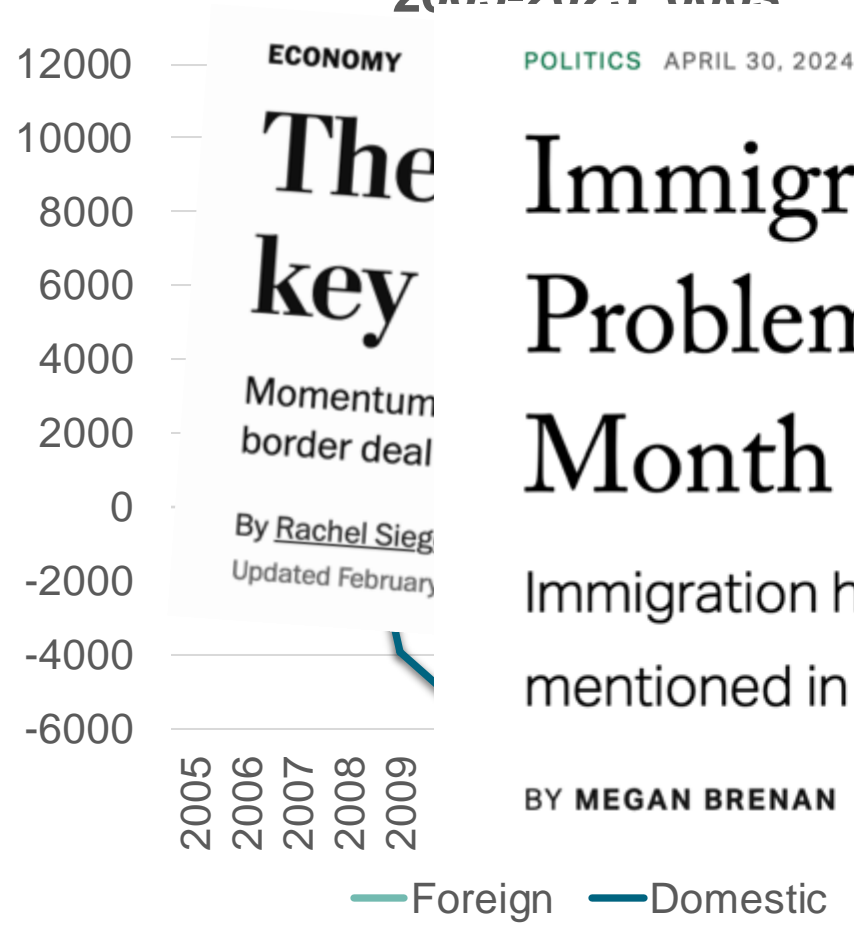 12000
10000
8000
6000
4000
2000
0
-2000
-4000
-6000
2005
2006
2007
2008
2009
Foreign
Domestic
ECONOMY
The
key
Momentum
border deal
By Rachel Sieg
Updated February
POLITICS APRIL 30, 2024
Immigr
Problem
Month
Immigration h
mentioned in
BY MEGAN BRENAN